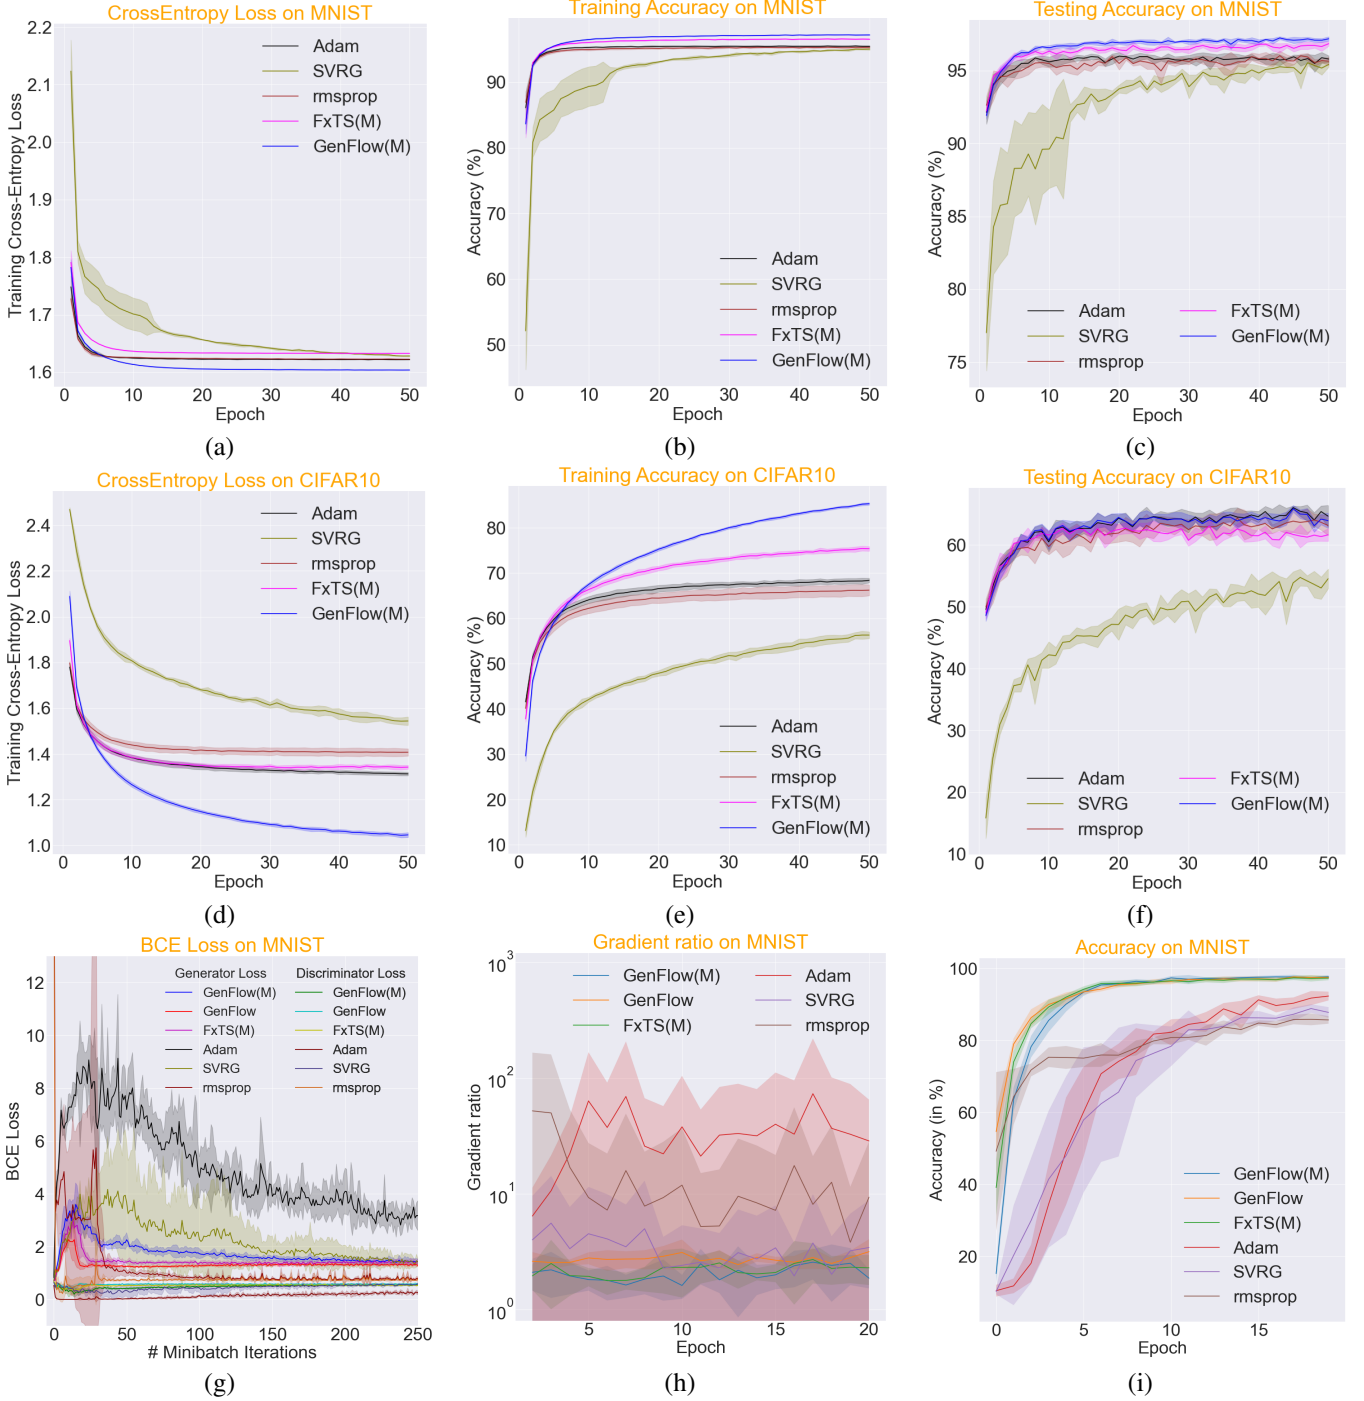 CrossEntropy Loss on MNIST
2.2
2.1
2.0
1.9
1.8
1.7
1.6
Training Cross-Entropy Loss
Adam
SVRG
rmsprop
FxTS(M)
GenFlow(M)
0 10 20 30 40 50
Epoch
(a)
Training Accuracy on MNIST
90
80
70
60
50
Accuracy (%)
Adam
SVRG
rmsprop
FxTS(M)
GenFlow(M)
0 10 20 30 40 50
Epoch
(b)
Testing Accuracy on MNIST
95
90
85
80
75
Accuracy (%)
Adam FxTS(M)
SVRG GenFlow(M)
rmsprop
0 10 20 30 40 50
Epoch
(c)
CrossEntropy Loss on CIFAR10
2.4
2.2
2.0
1.8
1.6
1.4
1.2
1.0
Training Cross-Entropy Loss
Adam
SVRG
rmsprop
FxTS(M)
GenFlow(M)
0 10 20 30 40 50
Epoch
(d)
Training Accuracy on CIFAR10
80
70
60
50
40
30
20
10
Accuracy (%)
Adam
SVRG
rmsprop
FxTS(M)
GenFlow(M)
0 10 20 30 40 50
Epoch
(e)
Testing Accuracy on CIFAR10
60
50
40
30
20
10
Accuracy (%)
Adam FxTS(M)
SVRG GenFlow(M)
rmsprop
0 10 20 30 40 50
Epoch
(f)
BCE Loss on MNIST
12
10
8
6
4
2
0
BCE Loss
Generator Loss Discriminator Loss
GenFlow(M) GenFlow(M)
GenFlow GenFlow
FxTS(M) FxTS(M)
Adam Adam
SVRG SVRG
rmsprop rmsprop
0 50 100 150 200 250
# Minibatch Iterations
(g)
Gradient ratio on MNIST
10^3
10^2
10^1
10^0
Gradient ratio
GenFlow(M) Adam
GenFlow SVRG
FxTS(M) rmsprop
5 10 15 20
Epoch
(h)
Accuracy on MNIST
100
80
60
40
20
Accuracy (in %)
GenFlow(M)
GenFlow
FxTS(M)
Adam
SVRG
rmsprop
0 5 10 15
Epoch
(i)